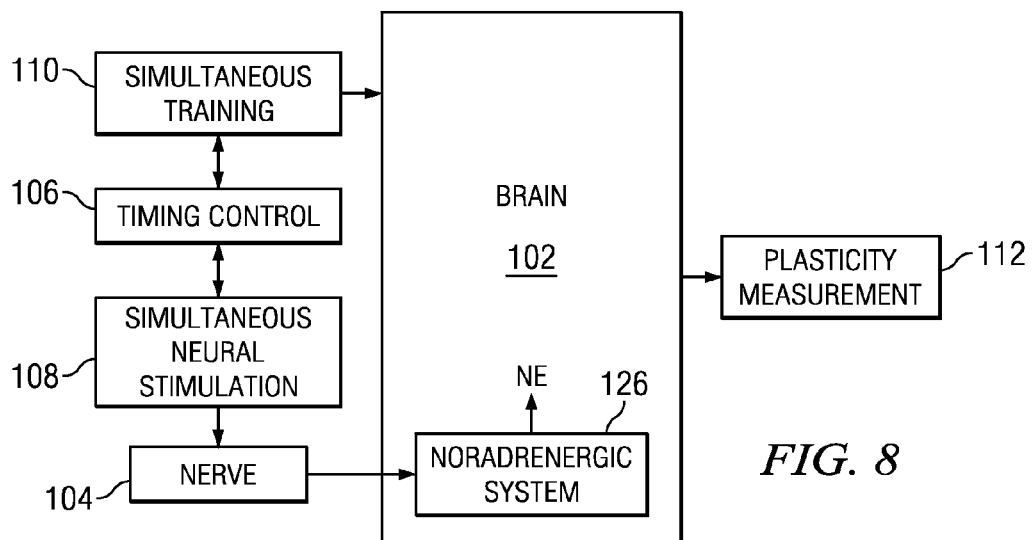 110
SIMULTANEOUS
TRAINING
106
TIMING CONTROL
108
SIMULTANEOUS
NEURAL
STIMULATION
104
NERVE
BRAIN
102
NE
126
NORADRENERGIC
SYSTEM
PLASTICITY
MEASUREMENT
112
FIG. 8